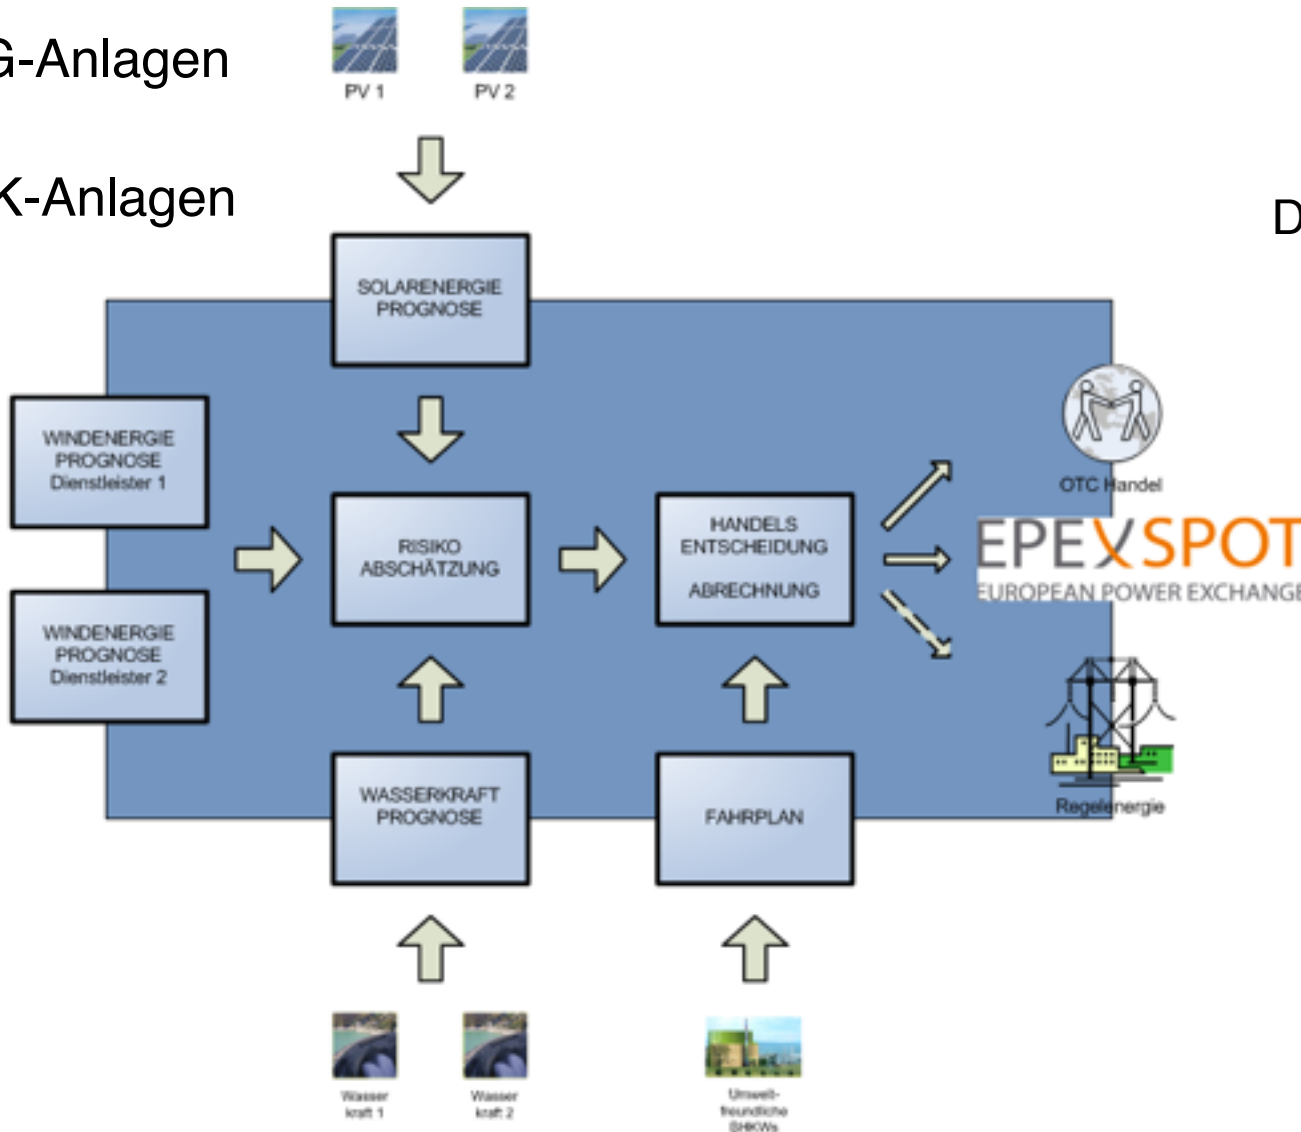 G-Anlagen
PV 1
PV 2
K-Anlagen
D
SOLARENERGIE
PROGNOSE
WINDENERGIE
PROGNOSE
Dienstleister 1
OTC Handel
RISIKO
ABSCHÄTZUNG
HANDELS
ENTSCHEIDUNG
ABRECHNUNG
EPEXSPOT
EUROPEAN POWER EXCHANGE
WINDENERGIE
PROGNOSE
Dienstleister 2
WASSERKRAFT
PROGNOSE
FAHRPLAN
Regelenergie
Wasser
kraft 1
Wasser
kraft 2
Umwelt-
freundliche
BHKWs